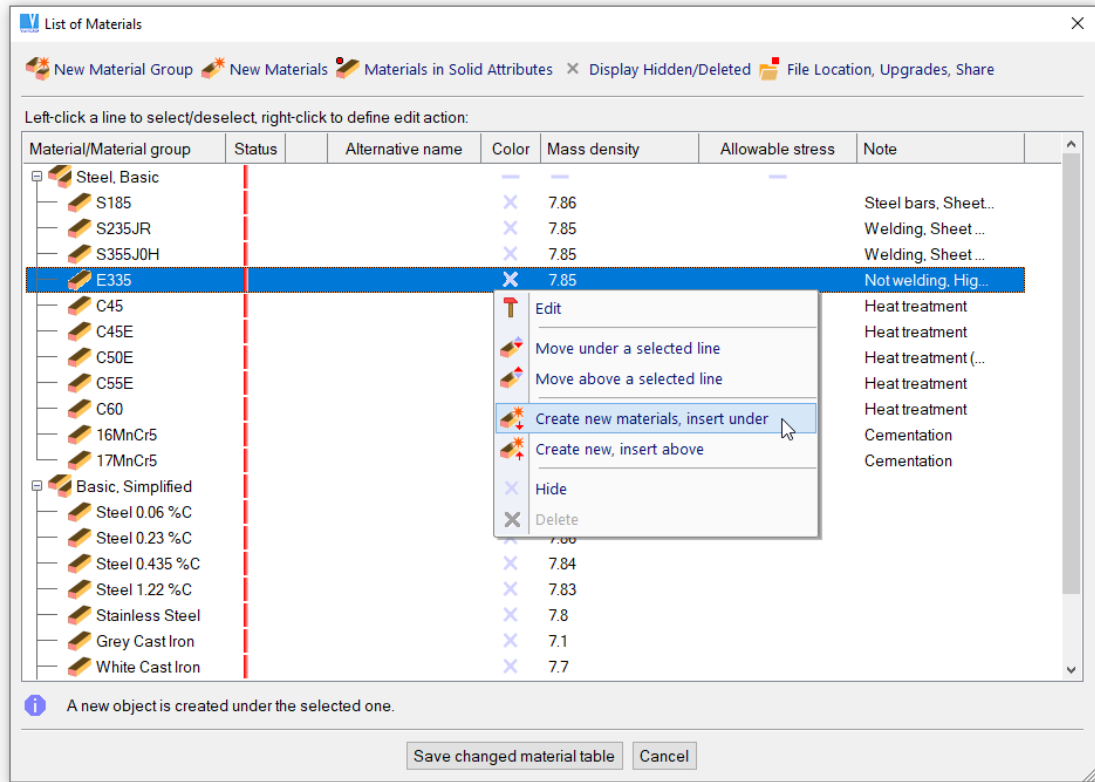 List of Materials
New Material Group New Materials Materials in Solid Attributes Display Hidden/Deleted File Location, Upgrades, Share
Left-click a line to select/deselect, right-click to define edit action:
Material/Material group Status Alternative name Color Mass density Allowable stress Note
Steel, Basic
S185 7.86 Steel bars, Sheet...
S235JR 7.85 Welding, Sheet ...
S355J0H 7.85 Welding, Sheet ...
E335 7.85 Not welding, Hig...
C45 Heat treatment
C45E Heat treatment
C50E Heat treatment (...
C55E Heat treatment
C60 Heat treatment
16MnCr5 Cementation
17MnCr5 Cementation
Edit
Move under a selected line
Move above a selected line
Create new materials, insert under
Create new, insert above
Hide
Delete
Basic, Simplified
Steel 0.06 %C
Steel 0.23 %C
Steel 0.435 %C 7.84
Steel 1.22 %C 7.83
Stainless Steel 7.8
Grey Cast Iron 7.1
White Cast Iron 7.7
A new object is created under the selected one.
Save changed material table Cancel